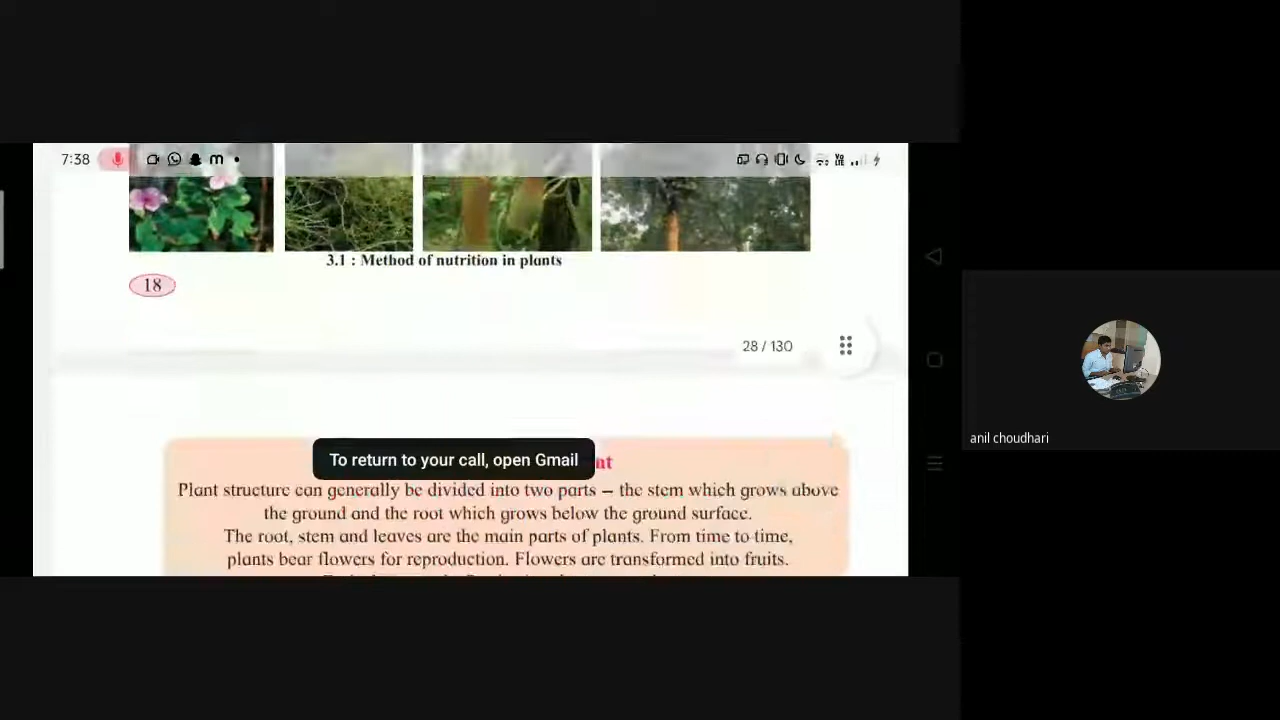 7:38
3.1 : Method of nutrition in plants
18
28 / 130
To return to your call, open Gmail
Plant structure can generally be divided into two parts – the stem which grows above
the ground and the root which grows below the ground surface.
The root, stem and leaves are the main parts of plants. From time to time,
plants bear flowers for reproduction. Flowers are transformed into fruits.
anil choudhari